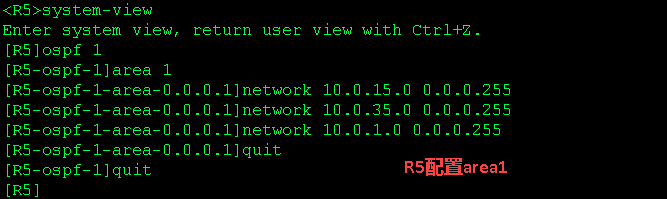 <R5>system-view
Enter system view, return user view with Ctrl+Z.
[R5]ospf 1
[R5-ospf-1]area 1
[R5-ospf-1-area-0.0.0.1]network 10.0.15.0 0.0.0.255
[R5-ospf-1-area-0.0.0.1]network 10.0.35.0 0.0.0.255
[R5-ospf-1-area-0.0.0.1]network 10.0.1.0 0.0.0.255
[R5-ospf-1-area-0.0.0.1]quit
[R5-ospf-1]quit
R5配置area1
[R5]